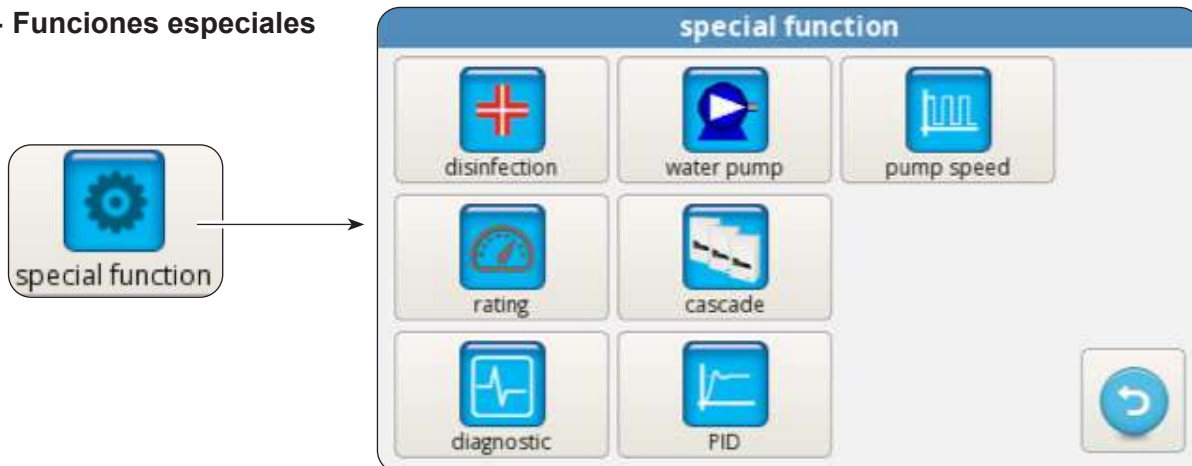 - Funciones especiales
special function
special function
disinfection
water pump
pump speed
rating
cascade
diagnostic
PID